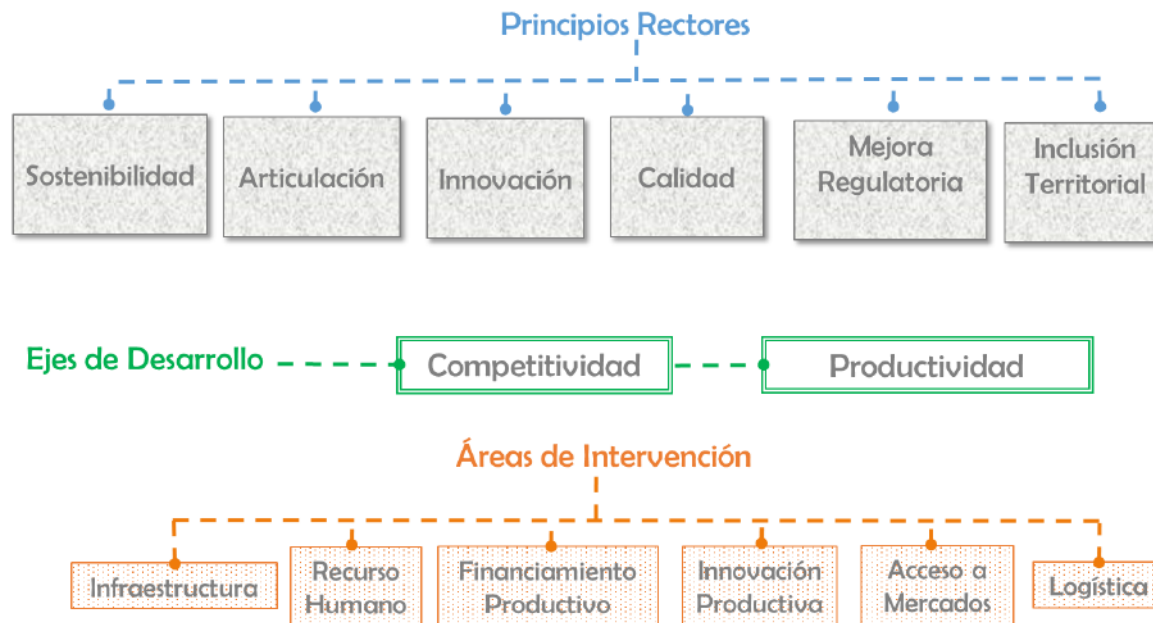 Principios Rectores
Sostenibilidad
Articulación
Innovación
Calidad
Mejora
Regulatoria
Inclusión
Territorial
Ejes de Desarrollo
Competitividad
Productividad
Áreas de Intervención
Infraestructura
Recurso
Humano
Financiamiento
Productivo
Innovación
Productiva
Acceso a
Mercados
Logística